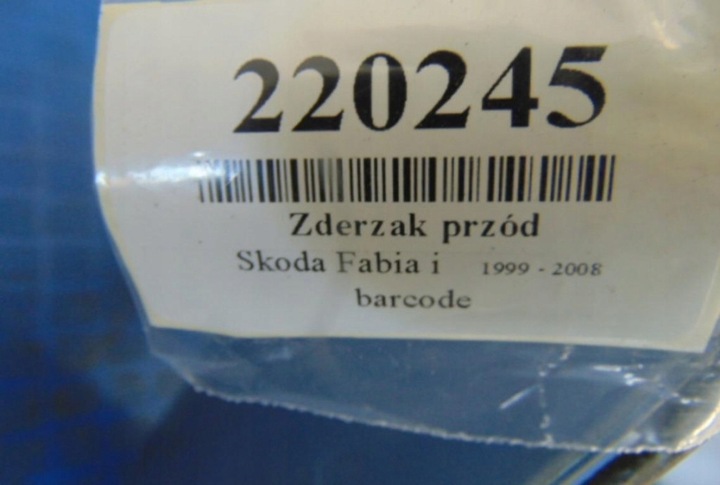 220245
Zderzak przód
Skoda Fabia i 1999 - 2008
barcode